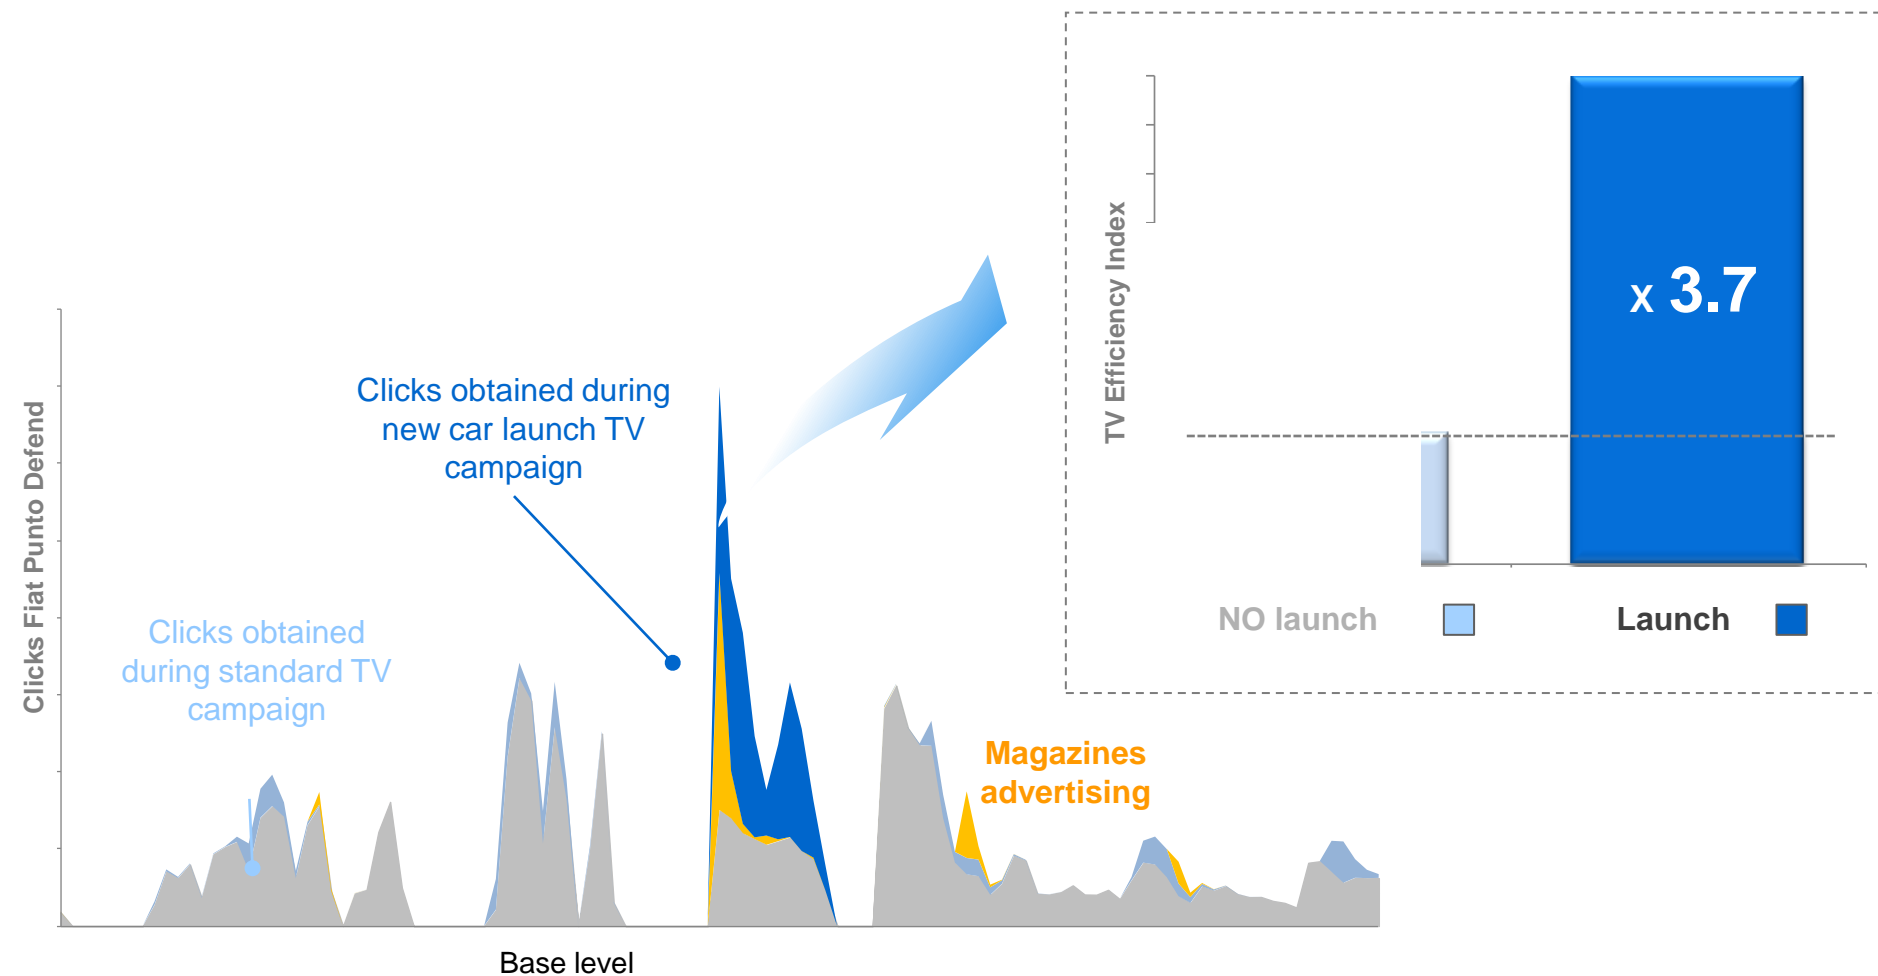 TV Efficiency Index
x 3.7
NO launch
Launch
Clicks Fiat Punto Defend
Clicks obtained during
new car launch TV
campaign
Clicks obtained
during standard TV
campaign
Magazines
advertising
Base level